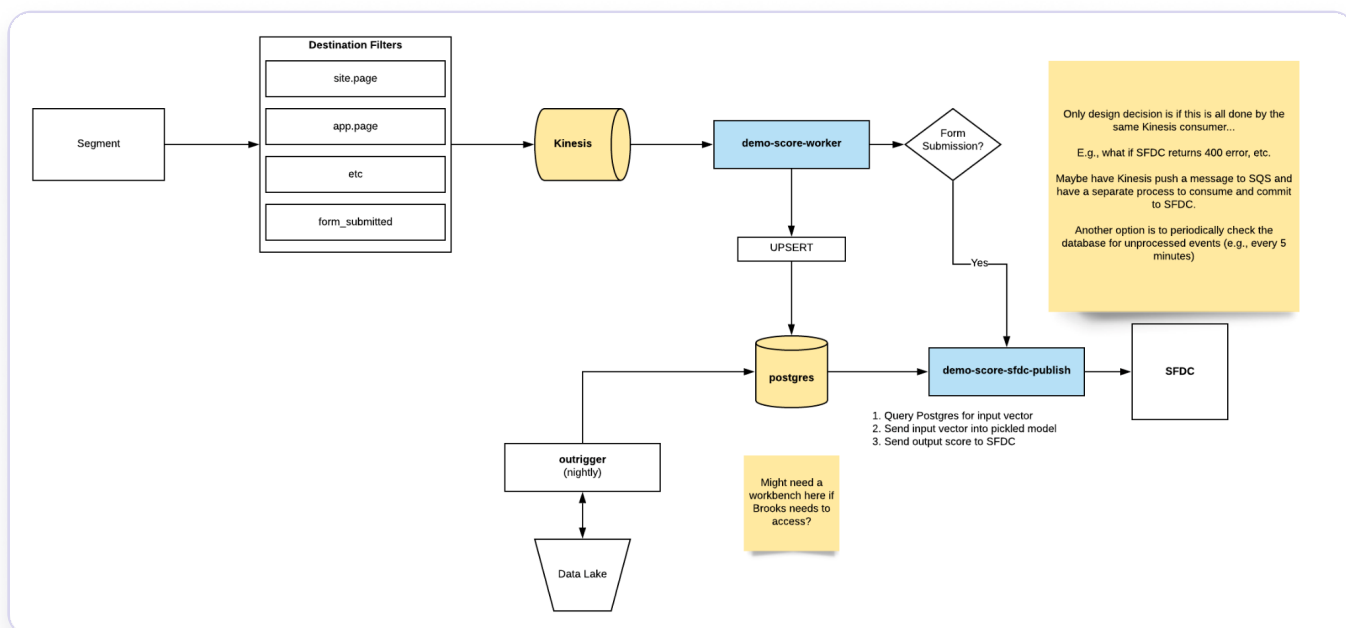 Destination Filters
site.page
app.page
etc
form_submitted
Segment
Kinesis
demo-score-worker
Form
Submission?
Only design decision is if this is all done by
the same Kinesis consumer...
E.g., what if SFDC returns 400 error, etc.
Maybe have Kinesis push a message to SQS and
have a separate process to consume and commit
to SFDC.
Another option is to periodically check the
database for unprocessed events (e.g., every 5
minutes)
UPSERT
Yes
postgres
demo-score-sfdc-publish
SFDC
1. Query Postgres for input vector
2. Send input vector into pickled model
3. Send output score to SFDC
outrigger
(nightly)
Might need a
workbench here if
Brooks needs to
access?
Data Lake